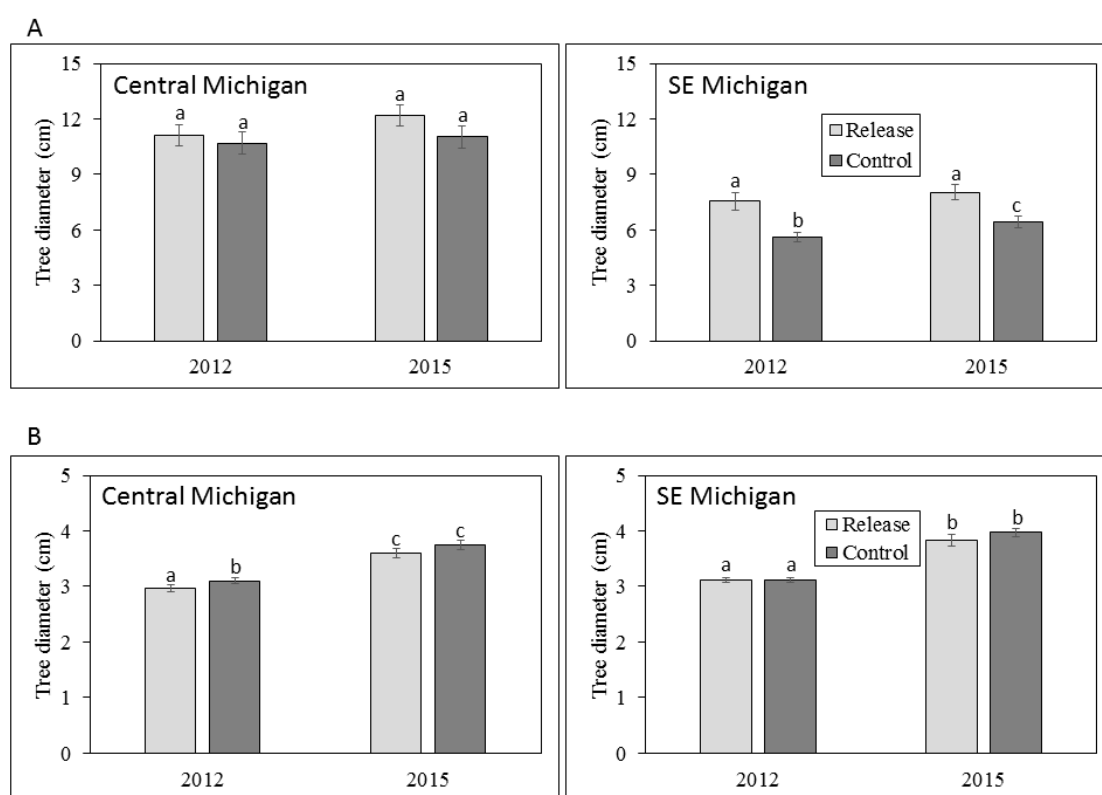 A
Central Michigan
Tree diameter (cm)
15
12
9
6
3
0
a
a
a
a
2012
2015
SE Michigan
Release
Control
Tree diameter (cm)
15
12
9
6
3
0
a
b
a
c
2012
2015
B
Central Michigan
Tree diameter (cm)
5
4
3
2
1
0
a
b
c
c
2012
2015
SE Michigan
Release
Control
Tree diameter (cm)
5
4
3
2
1
0
a
a
b
b
2012
2015